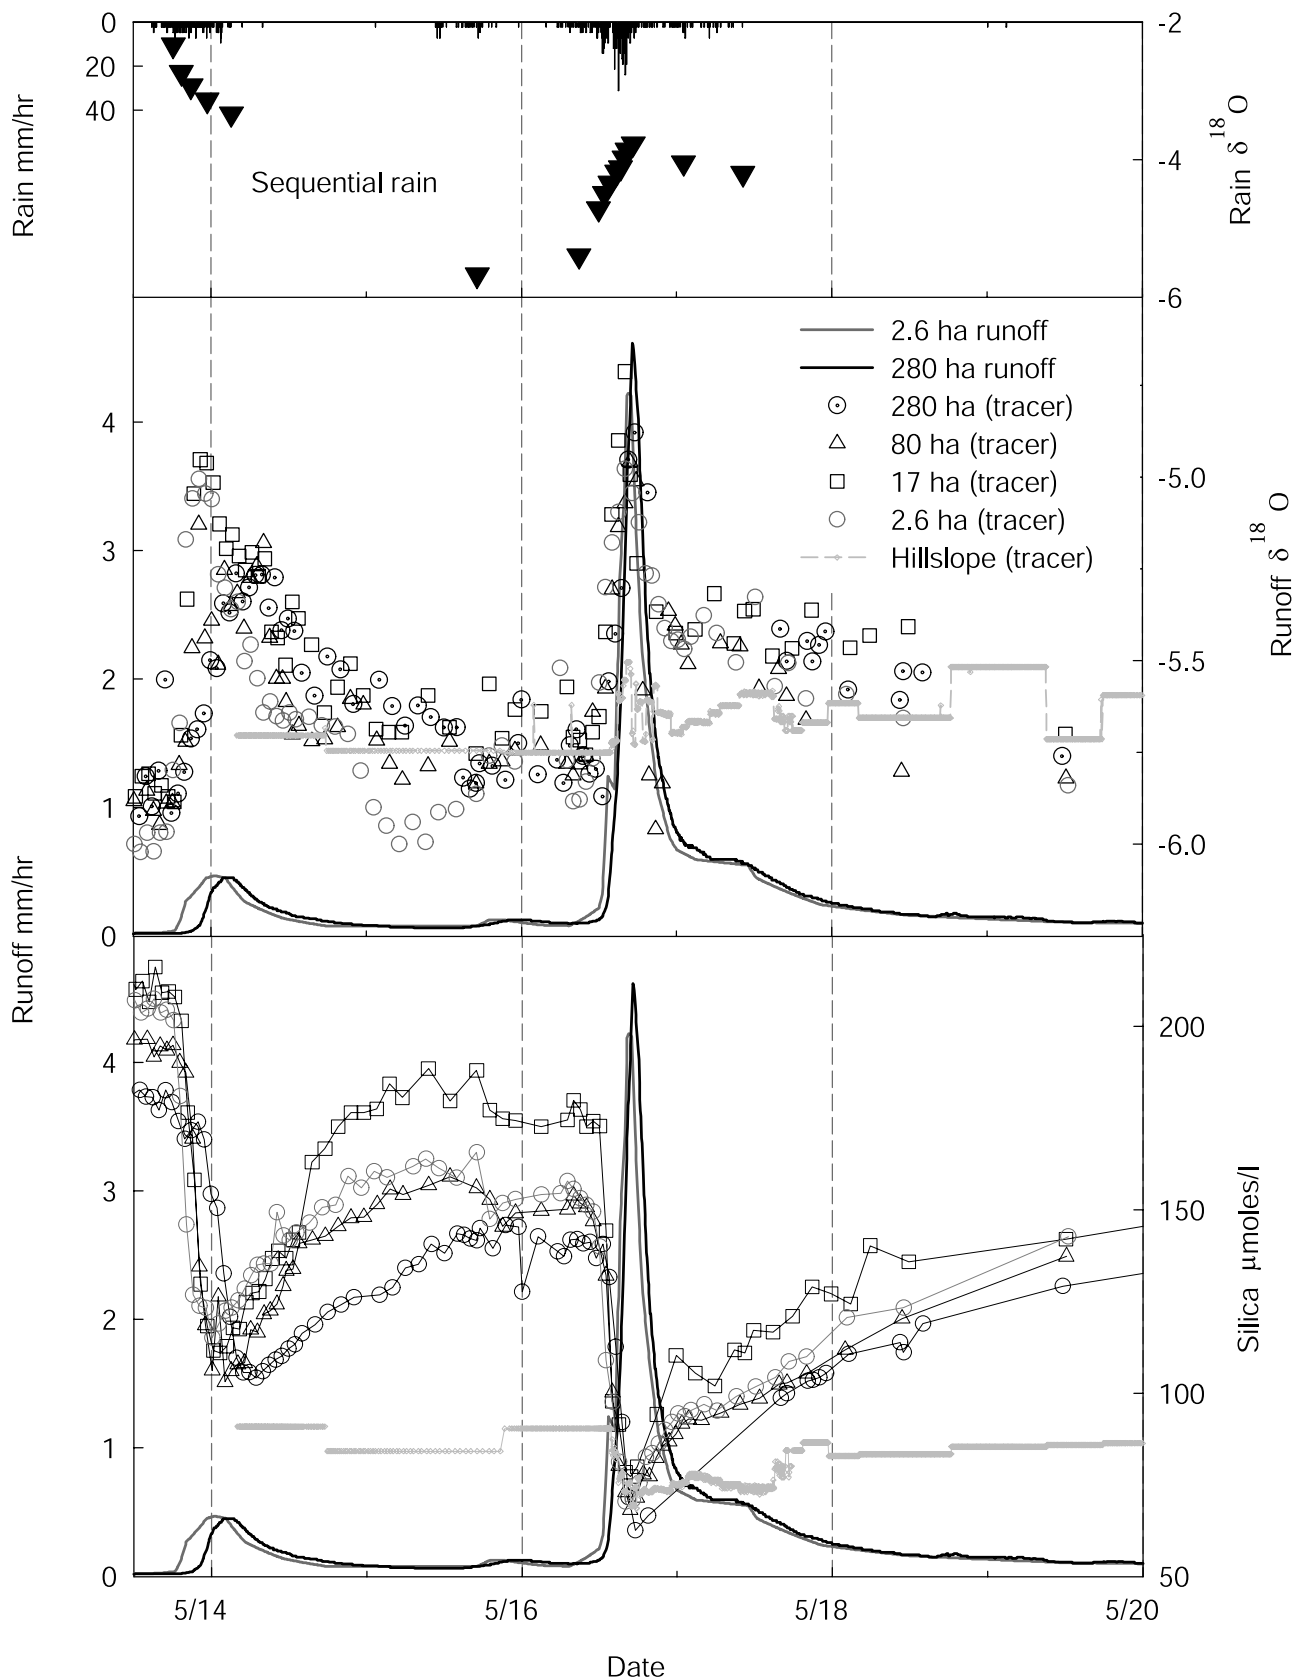 0
20
40
Rain mm/hr
Sequential rain
-2
-4
-6
Rain δ18 O
2.6 ha runoff
280 ha runoff
280 ha (tracer)
80 ha (tracer)
17 ha (tracer)
2.6 ha (tracer)
Hillslope (tracer)
4
3
2
1
0
Runoff mm/hr
-5.0
-5.5
-6.0
Runoff δ18 O
4
3
2
1
0
200
150
100
50
Silica μmoles/l
5/14
5/16
5/18
5/20
Date